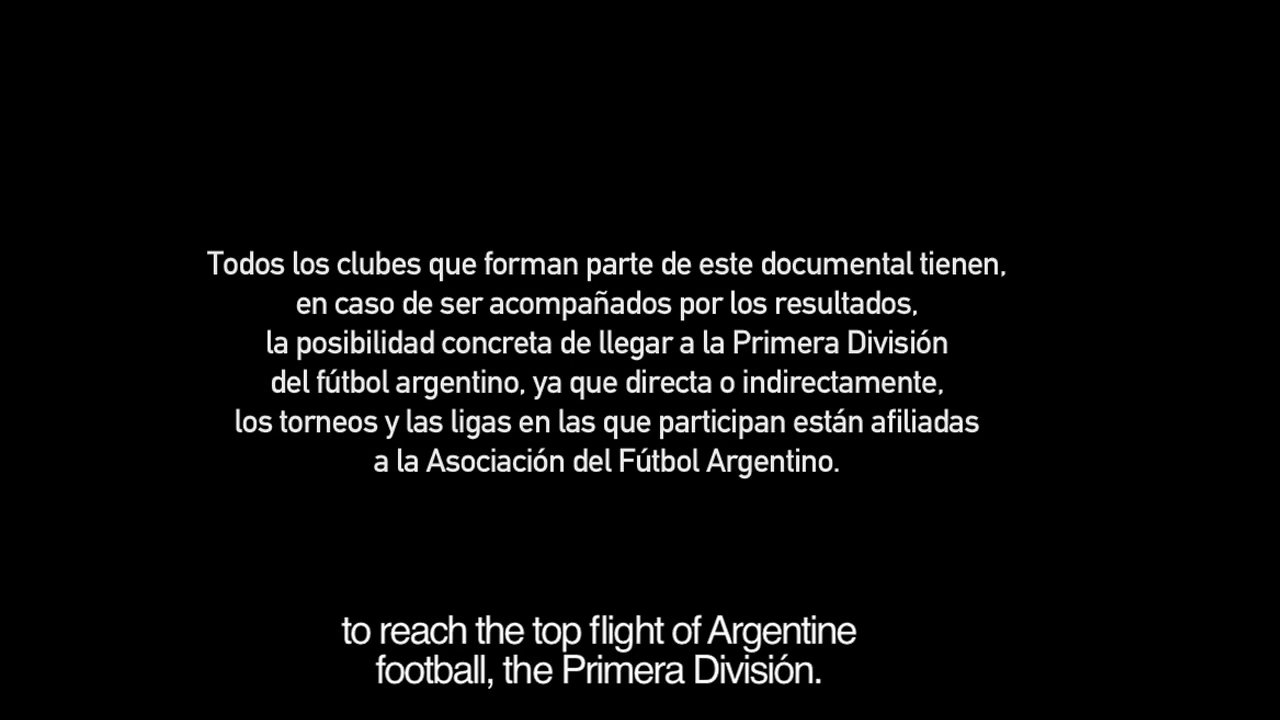 Todos los clubes que forman parte de este documental tienen,
en caso de ser acompañados por los resultados,
la posibilidad concreta de llegar a la Primera División
del fútbol argentino, ya que directa o indirectamente,
los torneos y las ligas en las que participan están afiliadas
a la Asociación del Fútbol Argentino.
to reach the top flight of Argentine
football, the Primera División.